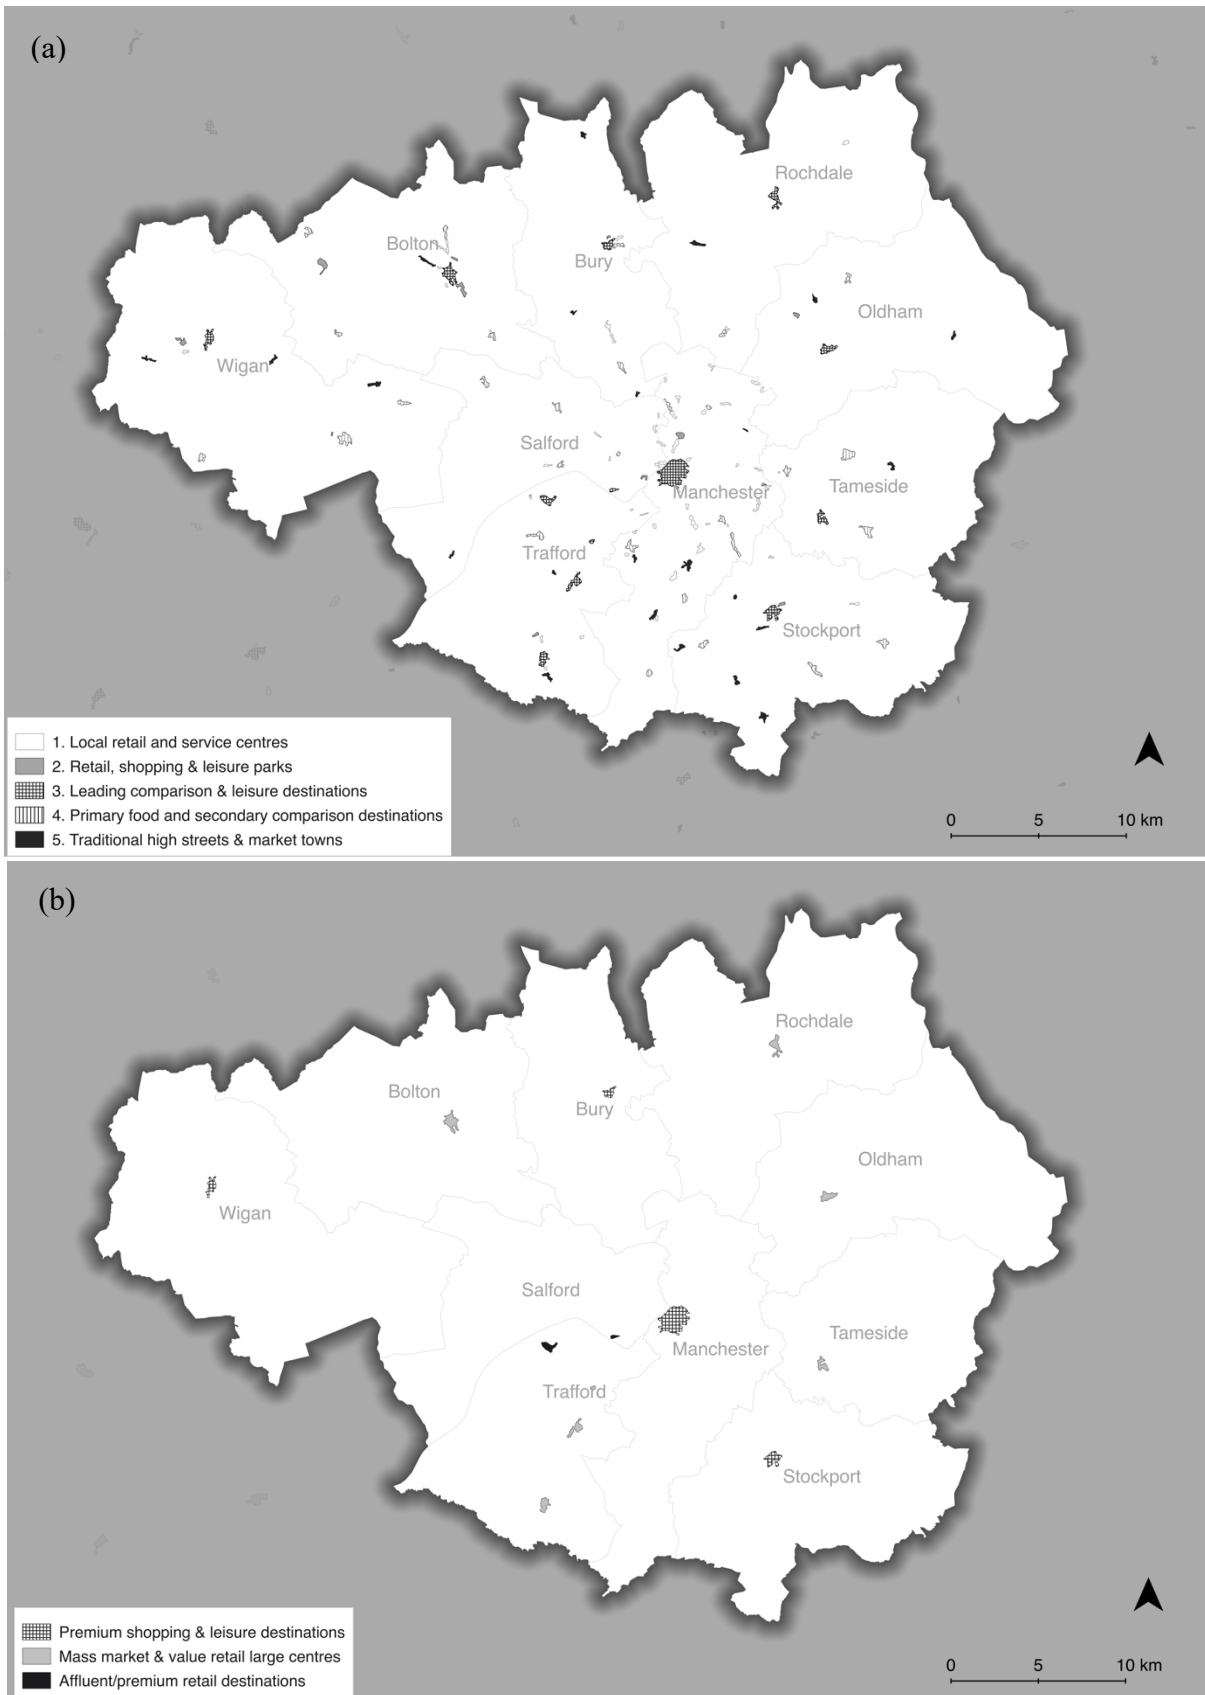 (a)
Rochdale
Bolton
Bury
Oldham
Wigan
Salford
Manchester
Tameside
Trafford
Stockport
1. Local retail and service centres
2. Retail, shopping & leisure parks
3. Leading comparison & leisure destinations
4. Primary food and secondary comparison destinations
5. Traditional high streets & market towns
0 5 10 km
(b)
Rochdale
Bolton
Bury
Oldham
Wigan
Salford
Tameside
Manchester
Trafford
Stockport
Premium shopping & leisure destinations
Mass market & value retail large centres
Affluent/premium retail destinations
0 5 10 km